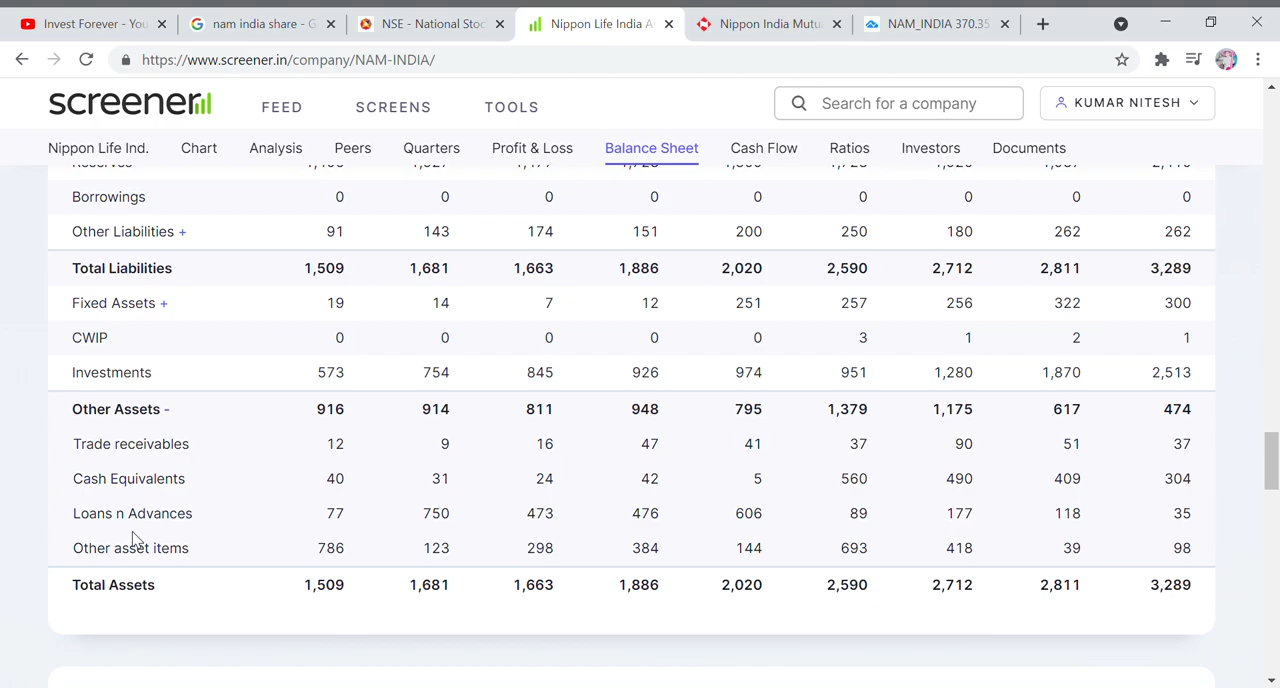 Invest Forever - You
nam india share - G
NSE - National Stoc
Nippon Life India A
Nippon India Mutu
NAM_INDIA 370.35
https://www.screener.in/company/NAM-INDIA/
screener
FEED
SCREENS
TOOLS
Search for a company
KUMAR NITESH
Nippon Life Ind. Chart Analysis Peers Quarters Profit & Loss Balance Sheet Cash Flow Ratios Investors Documents
Reserves
Borrowings 0 0 0 0 0 0 0 0 0
Other Liabilities + 91 143 174 151 200 250 180 262 262
Total Liabilities 1,509 1,681 1,663 1,886 2,020 2,590 2,712 2,811 3,289
Fixed Assets + 19 14 7 12 251 257 256 322 300
CWIP 0 0 0 0 0 3 1 2 1
Investments 573 754 845 926 974 951 1,280 1,870 2,513
Other Assets - 916 914 811 948 795 1,379 1,175 617 474
Trade receivables 12 9 16 47 41 37 90 51 37
Cash Equivalents 40 31 24 42 5 560 490 409 304
Loans n Advances 77 750 473 476 606 89 177 118 35
Other asset items 786 123 298 384 144 693 418 39 98
Total Assets 1,509 1,681 1,663 1,886 2,020 2,590 2,712 2,811 3,289